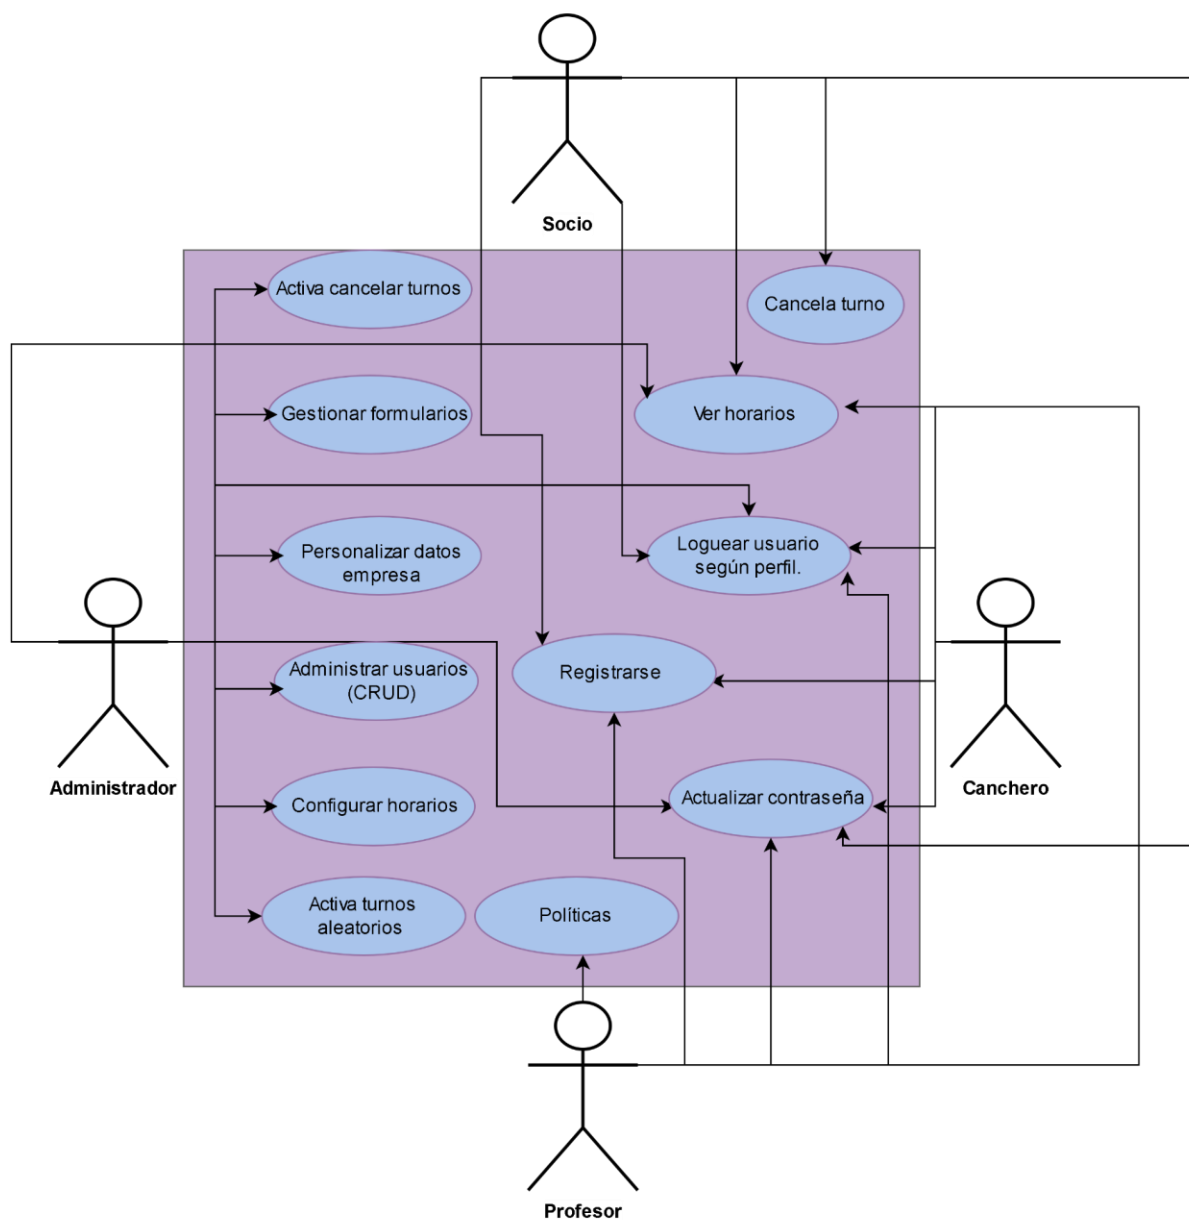 Socio
Activa cancelar turnos
Cancela turno
Gestionar formularios
Ver horarios
Personalizar datos
empresa
Loguear usuario
según perfil.
Administrar usuarios
(CRUD)
Registrarse
Administrador
Canchero
Configurar horarios
Actualizar contraseña
Activa turnos
aleatorios
Políticas
Profesor